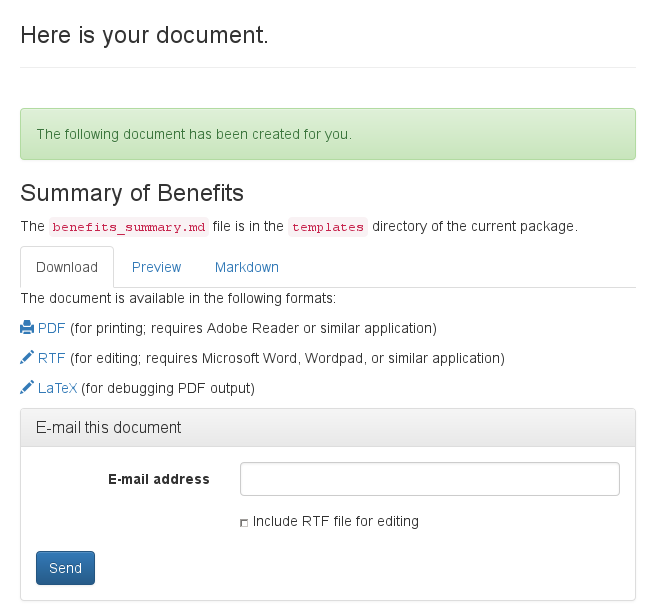 Here is your document.
The following document has been created for you.
Summary of Benefits
The benefits_summary.md file is in the templates directory of the current package.
Download Preview Markdown
The document is available in the following formats:
PDF (for printing; requires Adobe Reader or similar application)
RTF (for editing; requires Microsoft Word, Wordpad, or similar application)
LaTeX (for debugging PDF output)
E-mail this document
E-mail address
Include RTF file for editing
Send